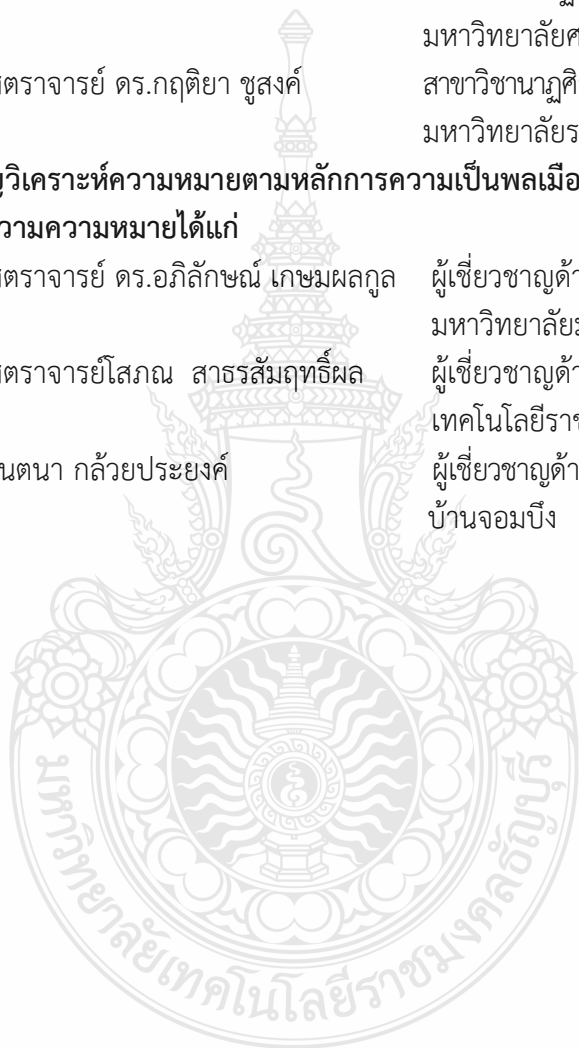 มหาวิทยาลัยศ
สตราจารย์ ดร.กฤติยา ชูสงค์ สาขาวิชานาฏศิ
มหาวิทยาลัยร
ญวิเคราะห์ความหมายตามหลักการความเป็นพลเมือ
ความความหมายได้แก่
สตราจารย์ ดร.อภิลักษณ์ เกษมผลกูล ผู้เชี่ยวชาญด้า
มหาวิทยาลัยม
สตราจารย์โสภณ สาธรสัมฤทธิ์ผล ผู้เชี่ยวชาญด้า
เทคโนโลยีราช
นตนา กล้วยประยงค์ ผู้เชี่ยวชาญด้า
บ้านจอมบึง
มหาวิทยาลัยเทคโนโลยีราชมงคลธัญบุรี